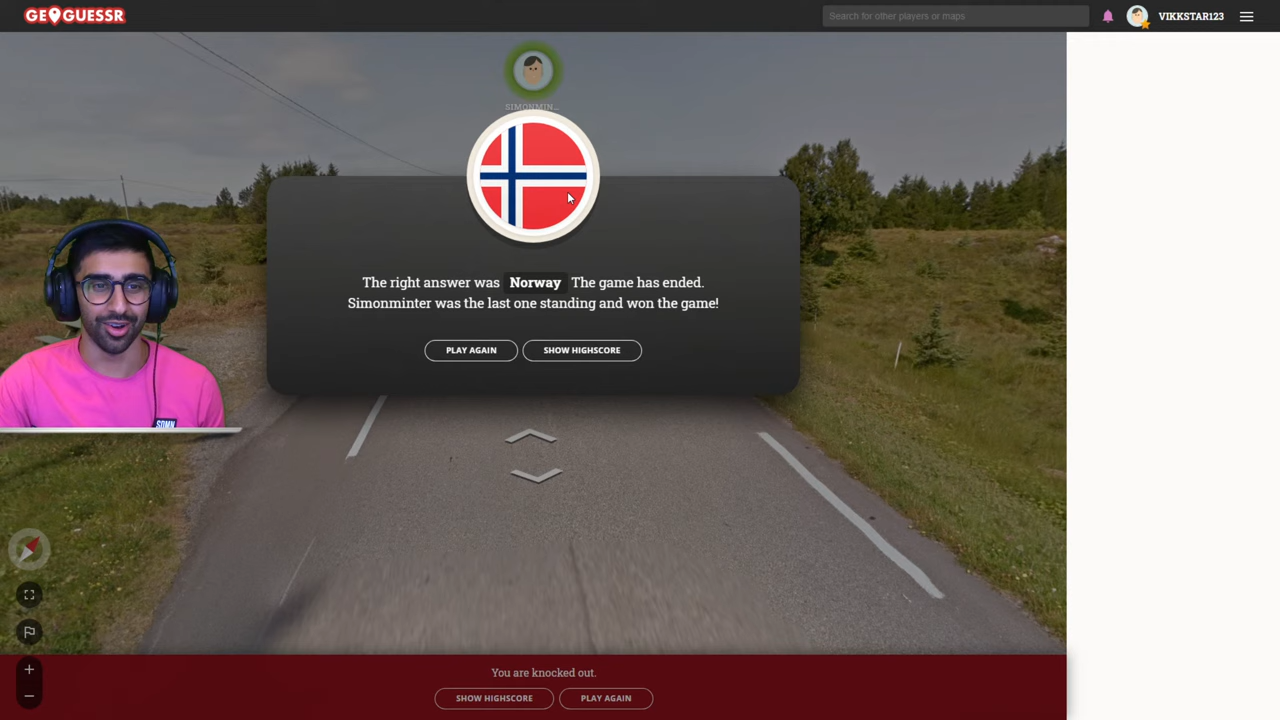 GEOGUESSR
Search for other players or maps
VIKKSTAR123
SIMONMIN...
The right answer was Norway The game has ended.
Simonminter was the last one standing and won the game!
PLAY AGAIN
SHOW HIGHSCORE
SDMN
You are knocked out.
SHOW HIGHSCORE
PLAY AGAIN